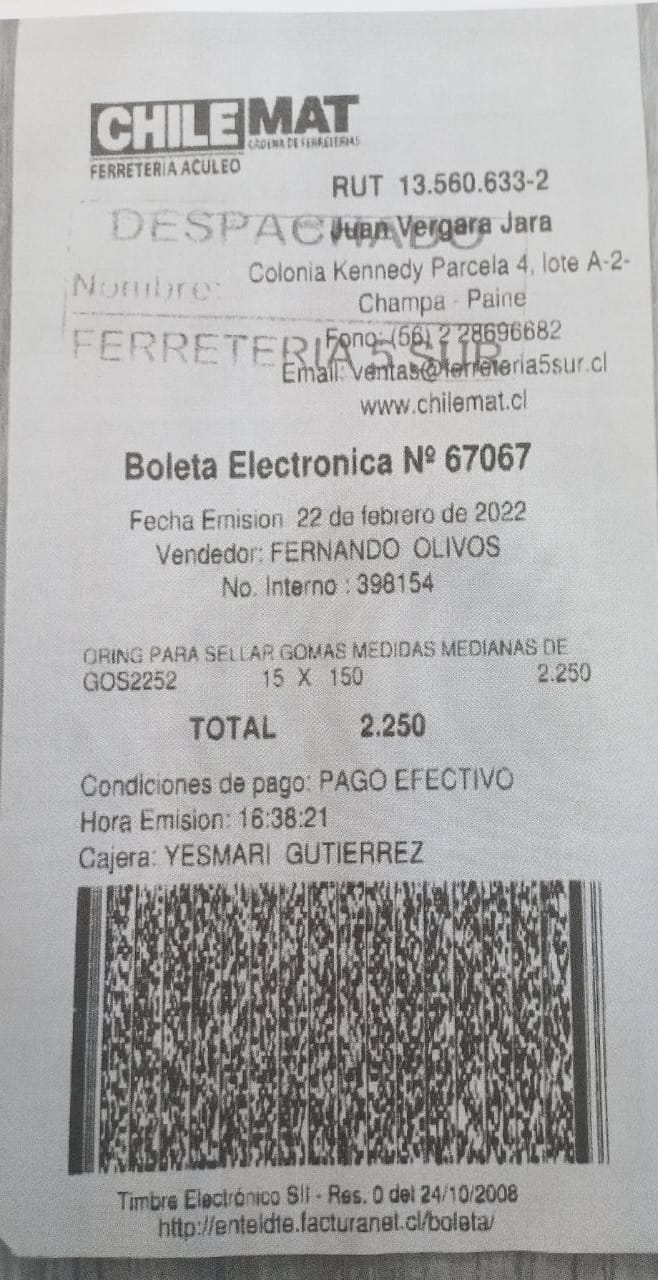 CHILEMAT
CADENA DE FERRETERIAS
FERRETERIA ACULEO
RUT 13.560.633-2
DESPACHADO
Juan Vergara Jara
Nombre:
Colonia Kennedy Parcela 4, lote A-2-
Champa - Paine
FERRETERIA 5 SUR
Fono: (56) 2 28696682
Email: ventas@ferreteria5sur.cl
www.chilemat.cl
Boleta Electronica Nº 67067
Fecha Emision 22 de febrero de 2022
Vendedor: FERNANDO OLIVOS
No. Interno : 398154
ORING PARA SELLAR GOMAS MEDIDAS MEDIANAS DE
GOS2252 15 X 150 2.250
TOTAL 2.250
Condiciones de pago: PAGO EFECTIVO
Hora Emision: 16:38:21
Cajera: YESMARI GUTIERREZ
Timbre Electrónico SII - Res. 0 del 24/10/2008
http://enteldte.facturanet.cl/boleta/